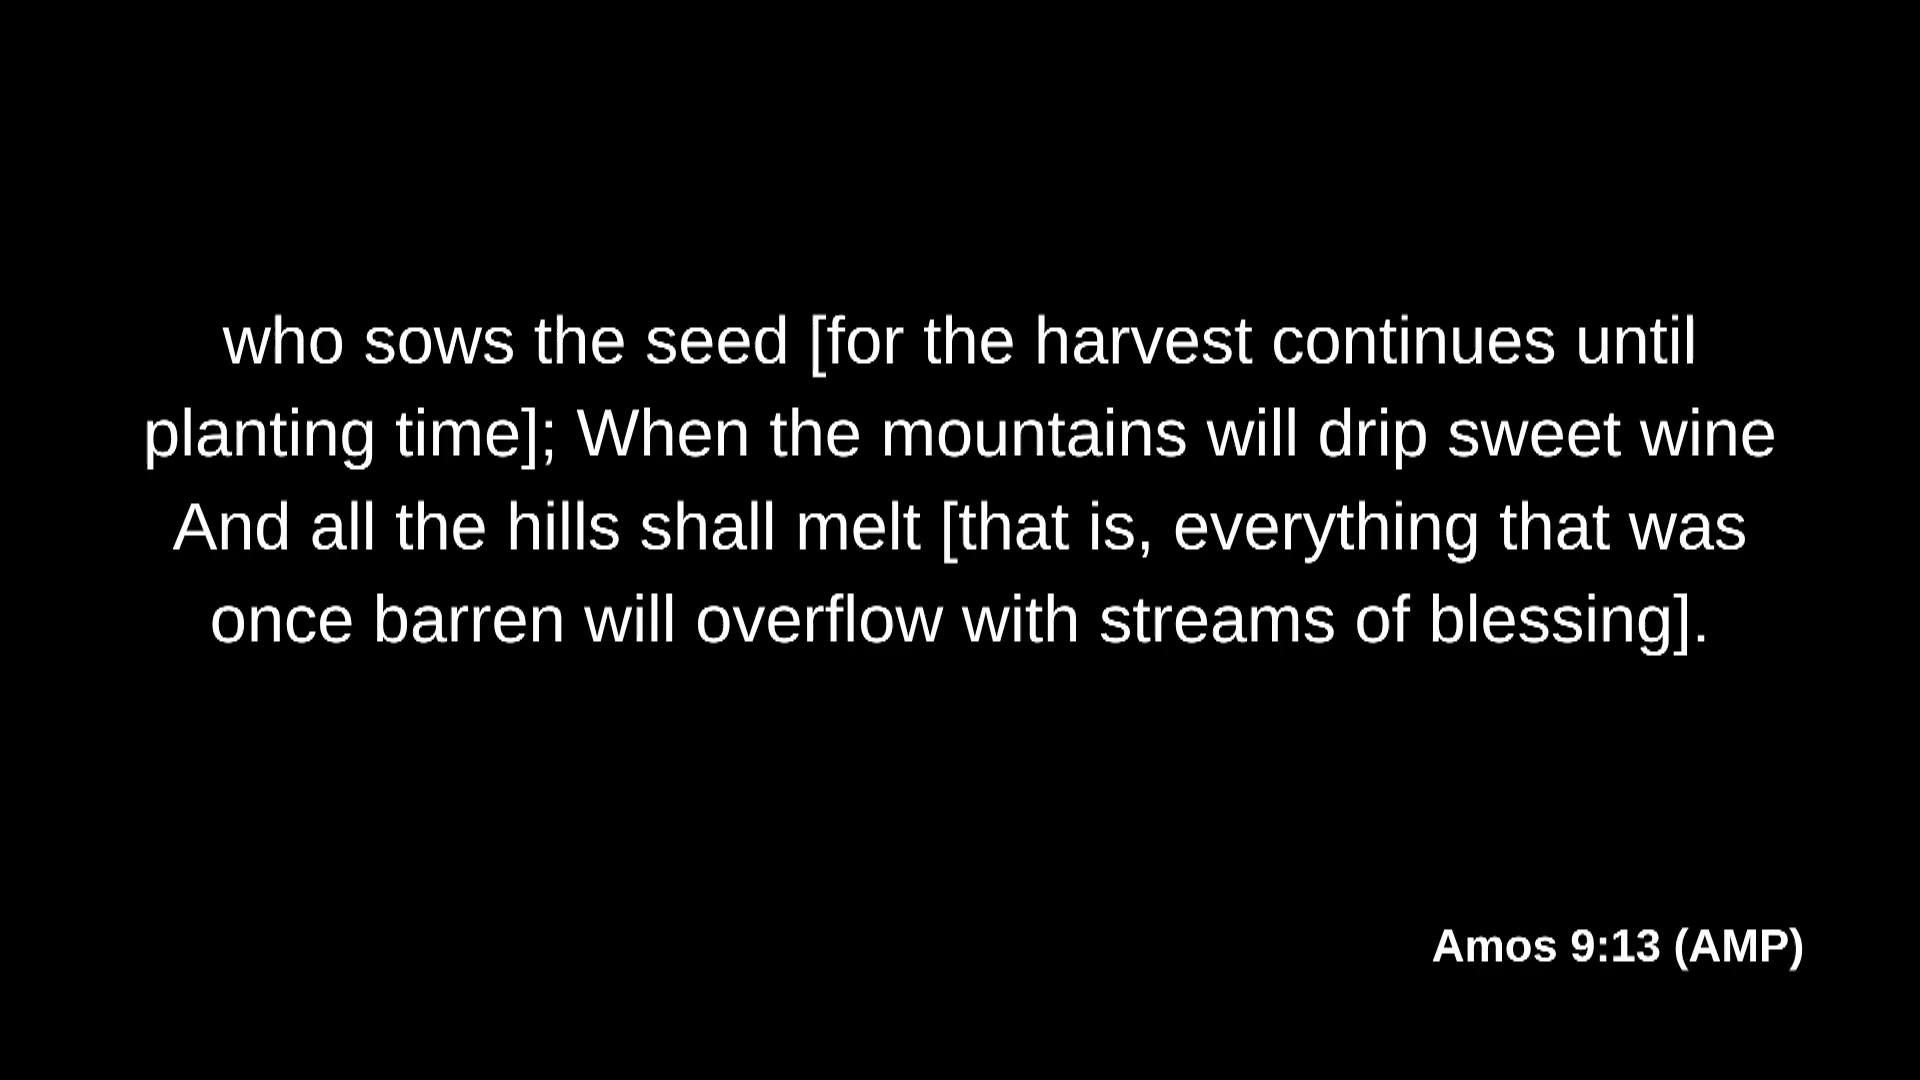 who sows the seed [for the harvest continues until
planting time]; When the mountains will drip sweet wine
And all the hills shall melt [that is, everything that was
once barren will overflow with streams of blessing].
Amos 9:13 (AMP)